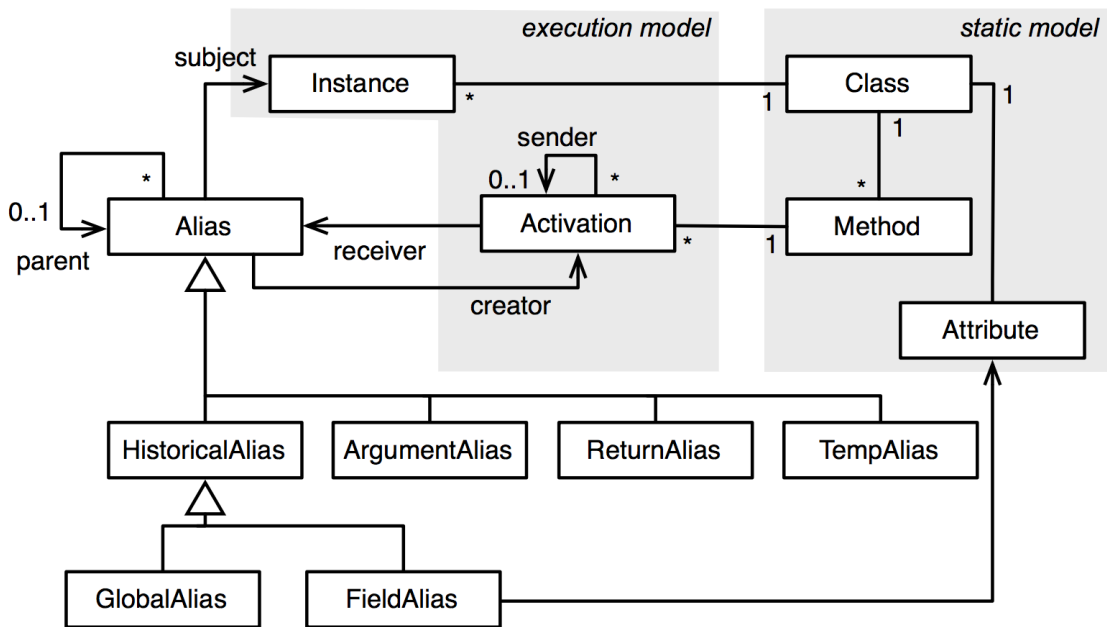 execution model
static model
subject
Instance
*
1
Class
1
1
sender
*
0..1
*
*
0..1
Alias
Activation
Method
parent
receiver
*
1
creator
Attribute
HistoricalAlias
ArgumentAlias
ReturnAlias
TempAlias
GlobalAlias
FieldAlias